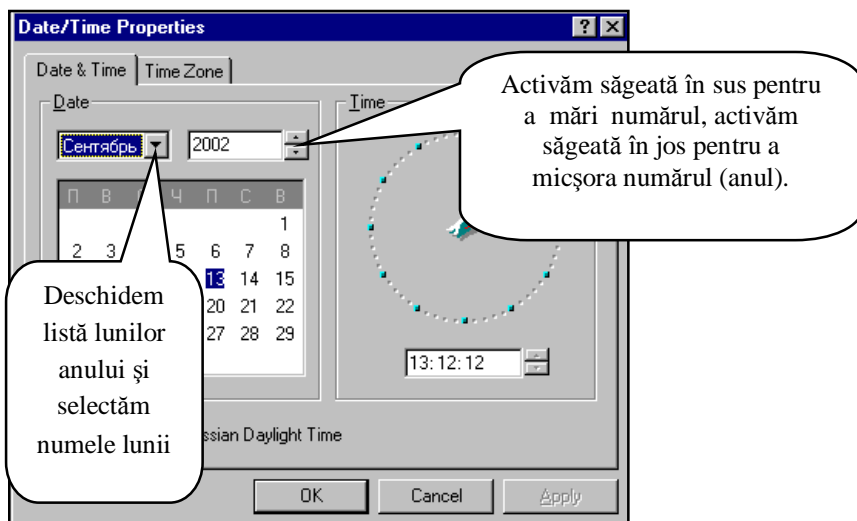 Date/Time Properties
Date & Time
Time Zone
Date
Time
Сентябрь
2002
П В Ч П С В
1
2 3 5 6 7 8
13 14 15
20 21 22
27 28 29
13:12:12
ssian Daylight Time
OK
Cancel
Apply
Activăm săgeată în sus pentru
a mări numărul, activăm
săgeată în jos pentru a
micşora numărul (anul).
Deschidem
listă lunilor
anului şi
selectăm
numele lunii